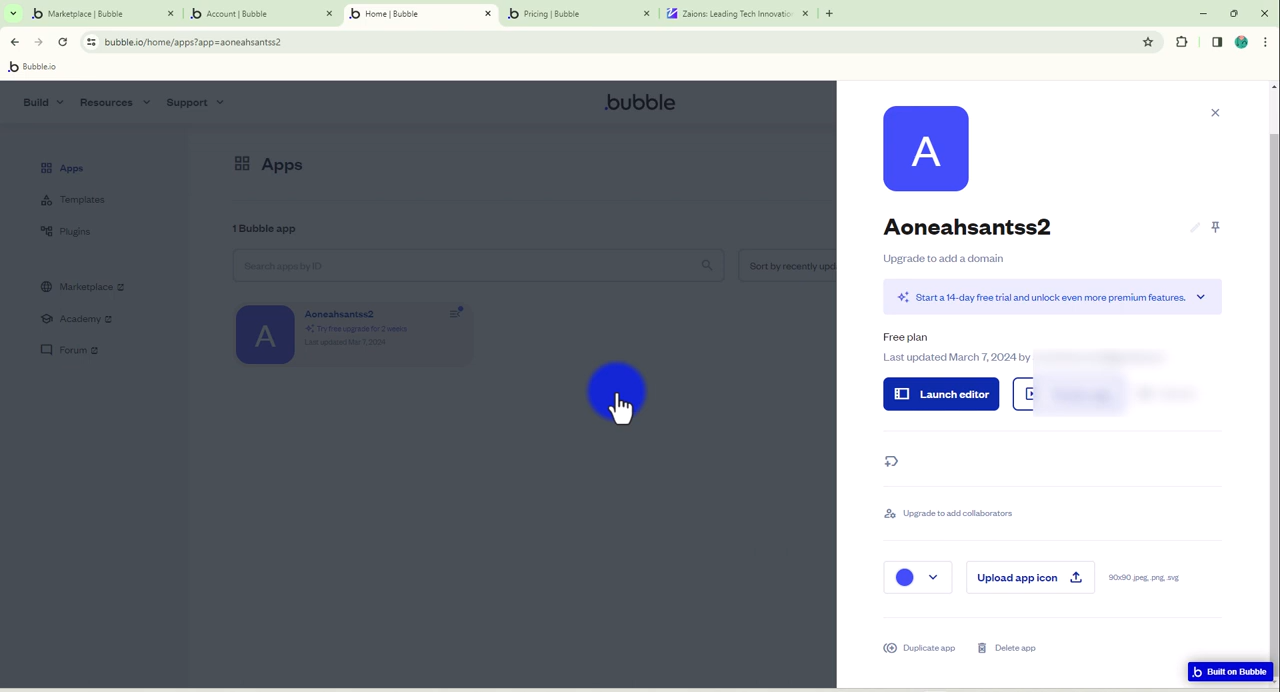 Marketplace | Bubble
Account | Bubble
Home | Bubble
Pricing | Bubble
Zaions: Leading Tech Innovatio
bubble.io/home/apps?app=aoneahsantss2
Bubble.io
Build
Resources
Support
.bubble
Apps
Templates
Plugins
Marketplace
Academy
Forum
Apps
1 Bubble app
Search apps by ID
Sort by recently upd
A
Aoneahsantss2
Try free upgrade for 2 weeks
Last updated Mar 7, 2024
A
Aoneahsantss2
Upgrade to add a domain
Start a 14-day free trial and unlock even more premium features.
Free plan
Last updated March 7, 2024 by
Launch editor
Upgrade to add collaborators
Upload app icon
90x90 .jpeg, .png, .svg
Duplicate app
Delete app
Built on Bubble